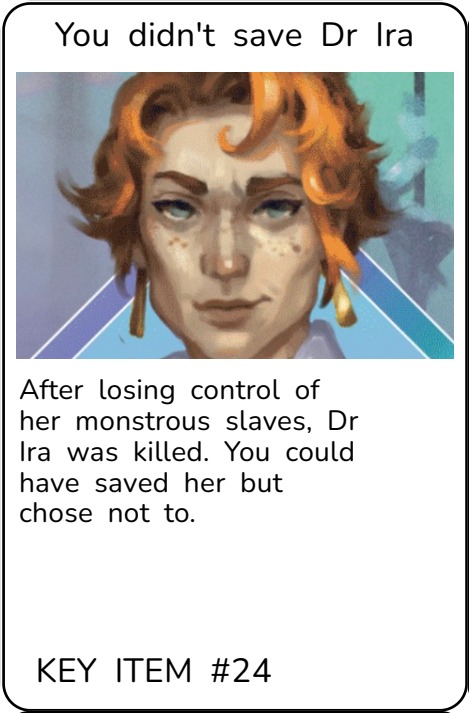 You didn't save Dr Ira
After losing control of
her monstrous slaves, Dr
Ira was killed. You could
have saved her but
chose not to.
KEY ITEM #24